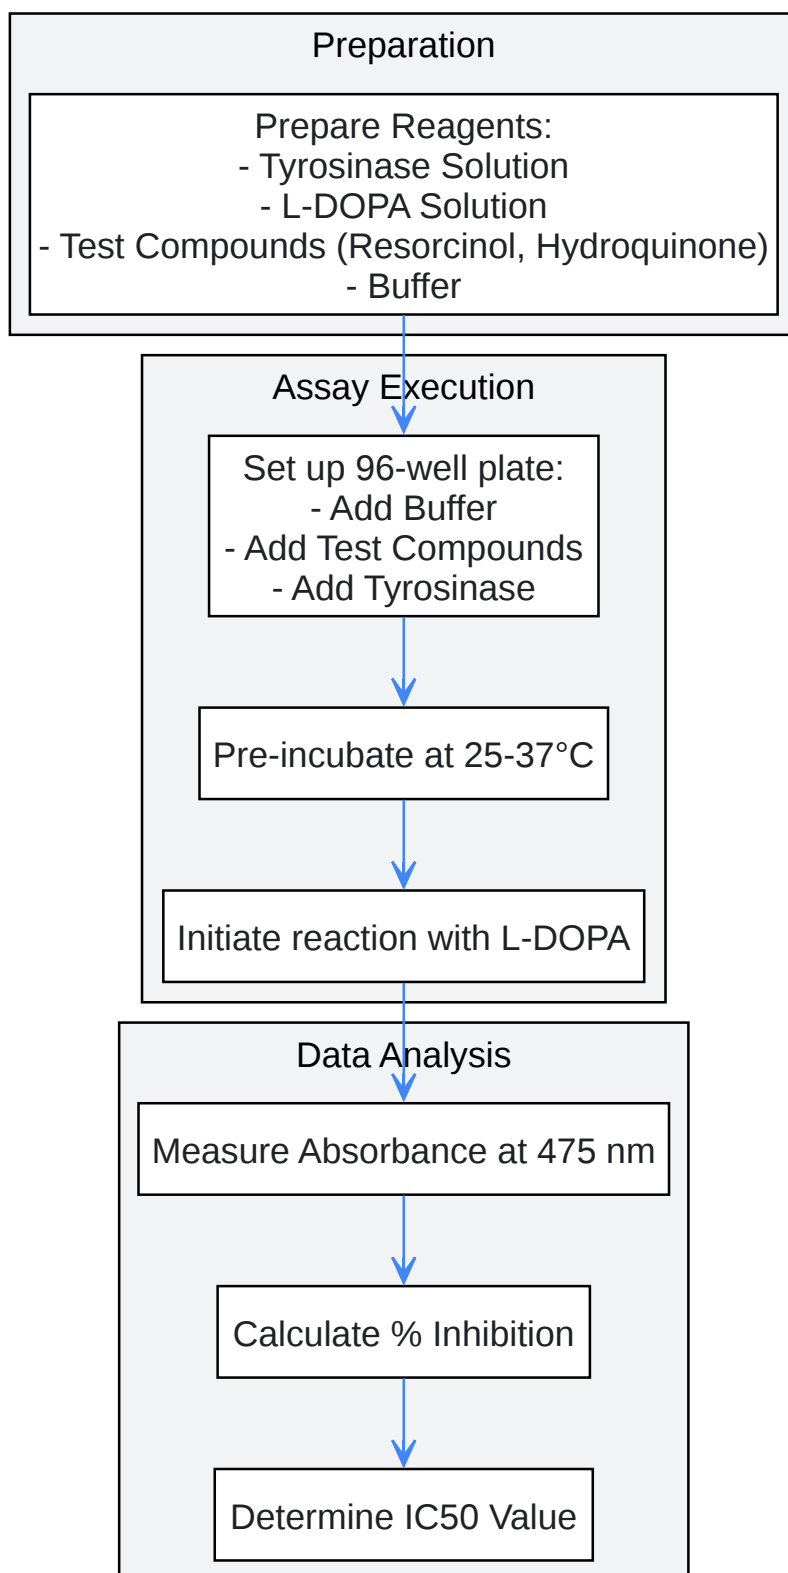 Preparation
Prepare Reagents:
- Tyrosinase Solution
- L-DOPA Solution
- Test Compounds (Resorcinol, Hydroquinone)
- Buffer
Assay Execution
Set up 96-well plate:
- Add Buffer
- Add Test Compounds
- Add Tyrosinase
Pre-incubate at 25-37°C
Initiate reaction with L-DOPA
Data Analysis
Measure Absorbance at 475 nm
Calculate % Inhibition
Determine IC50 Value